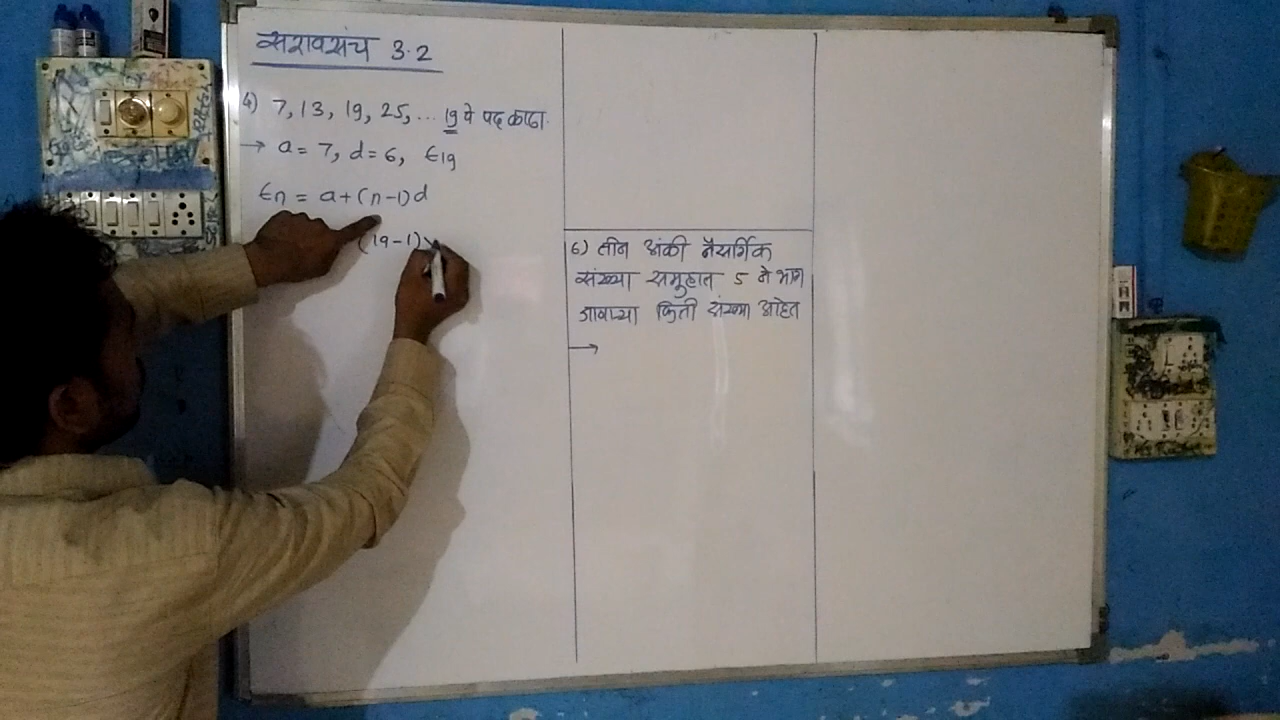 सरावसंच 3.2
4) 7, 13, 19, 25, ... 19 वे पद काढा.
→ a = 7, d = 6, t19
tn = a + (n - 1) d
(19 - 1) ×
6) तीन अंकी नैसर्गिक
संख्या समुहात 5 ने भाग
जाणाऱ्या किती संख्या आहेत
→